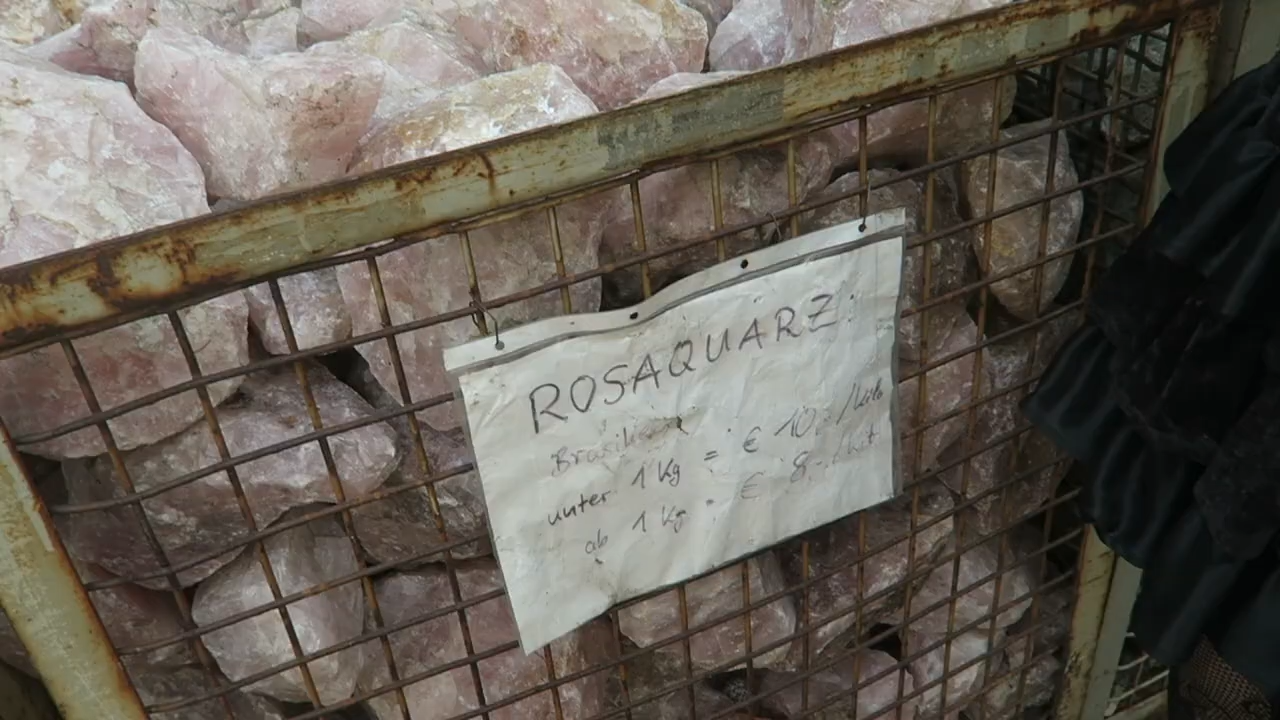 ROSAQUARZ:
Brasilien
unter 1 Kg = € 10,- /kilo
ab 1 Kg = € 8,- /kilo